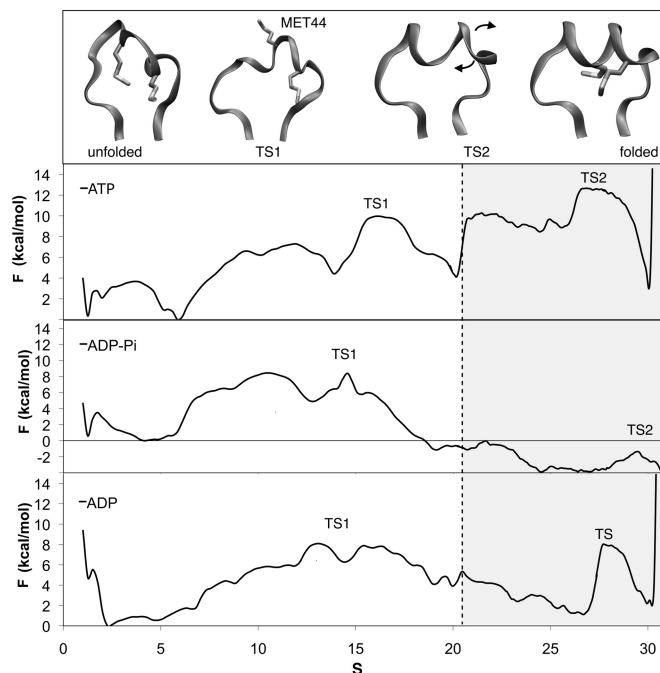 MET44
unfolded TS1 TS2 folded
F (kcal/mol)
14
12
10
8
6
4
2
–ATP
TS1
TS2
F (kcal/mol)
14
12
10
8
6
4
2
0
-2
–ADP-Pi
TS1
TS2
F (kcal/mol)
14
12
10
8
6
4
2
0
–ADP
TS1
TS
0 5 10 15 20 25 30
S